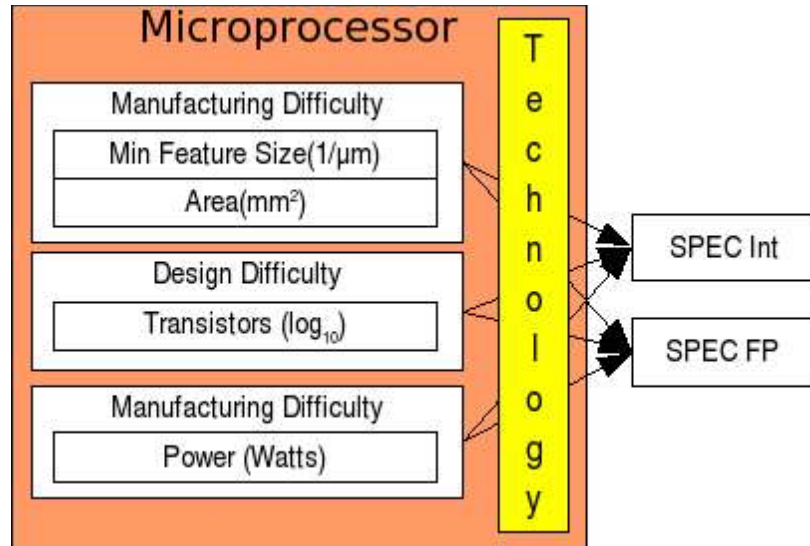 Microprocessor
Manufacturing Difficulty
Min Feature Size(1/µm)
Area(mm²)
Design Difficulty
Transistors (log₁₀)
Manufacturing Difficulty
Power (Watts)
Technology
SPEC Int
SPEC FP